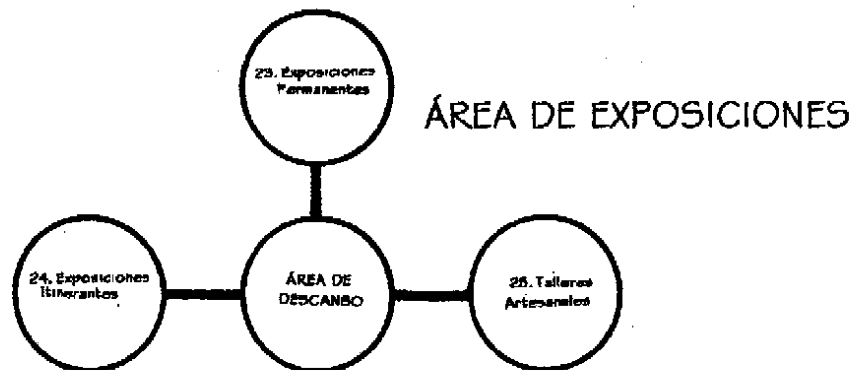 23. Exposiciones
Permanentes
ÁREA DE EXPOSICIONES
24. Exposiciones
Itinerantes
ÁREA DE
DESCANSO
25. Talleres
Artesanales